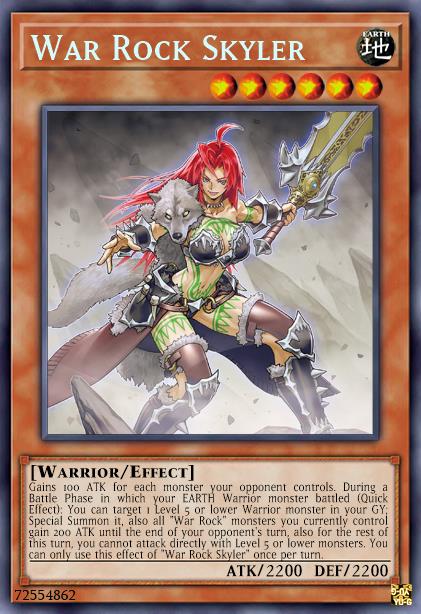 War Rock Skyler
EARTH
地
[Warrior/Effect]
Gains 100 ATK for each monster your opponent controls. During a
Battle Phase in which your EARTH Warrior monster battled (Quick
Effect): You can target 1 Level 5 or lower Warrior monster in your GY;
Special Summon it, also all "War Rock" monsters you currently control
gain 200 ATK until the end of your opponent's turn, also for the rest of
this turn, you cannot attack directly with Level 5 or lower monsters. You
can only use this effect of "War Rock Skyler" once per turn.
ATK/2200 DEF/2200
72554862